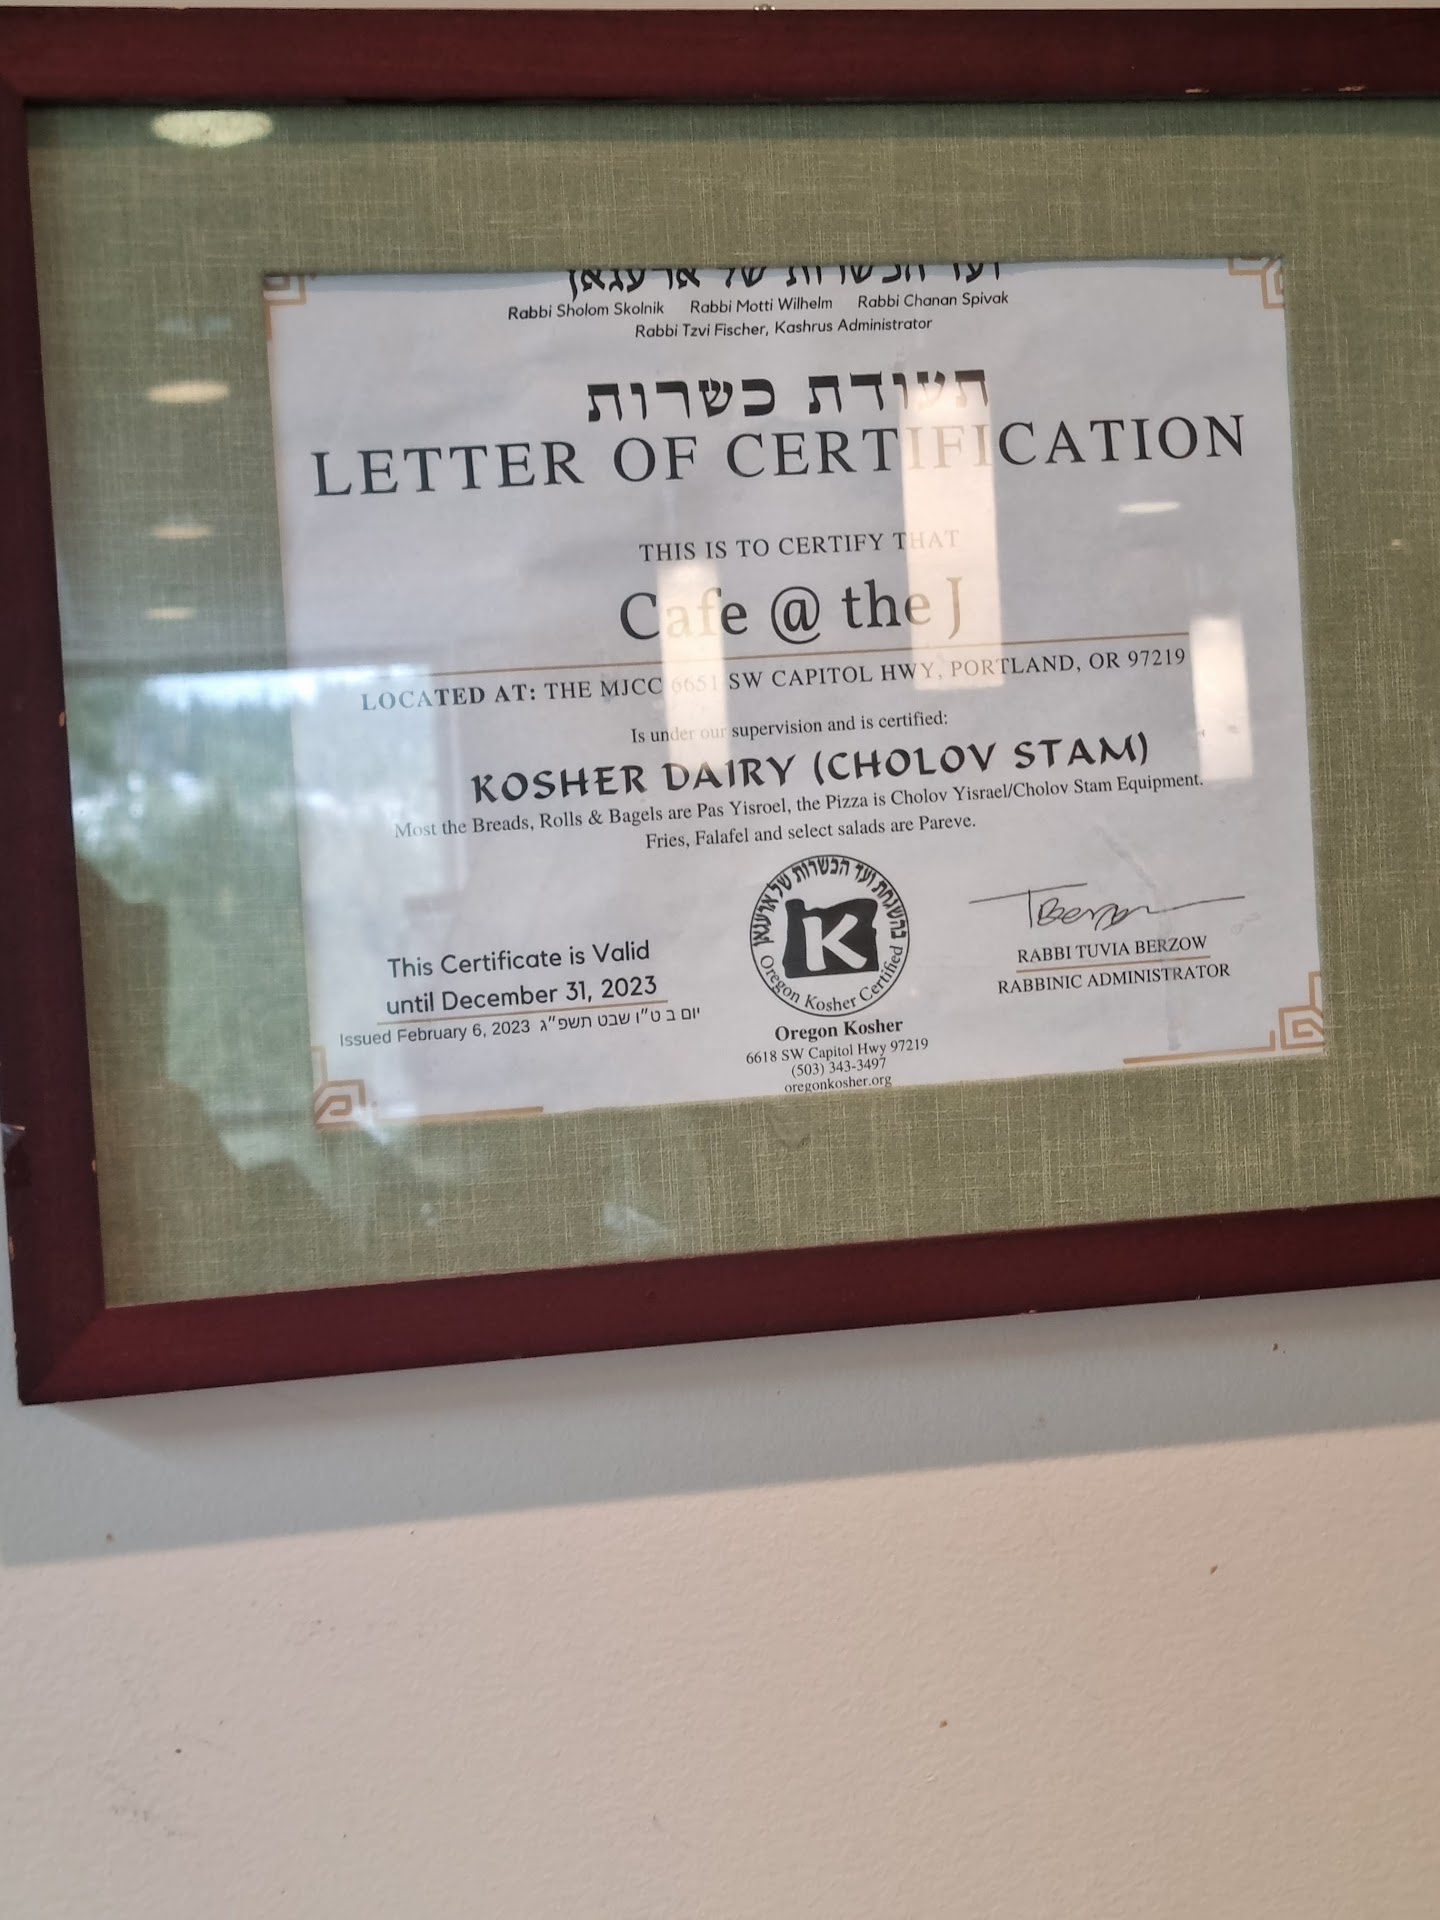 ועד הכשרות של ארעגאן
Rabbi Sholom Skolnik Rabbi Motti Wilhelm Rabbi Chanan Spivak
Rabbi Tzvi Fischer, Kashrus Administrator
תעודת כשרות
LETTER OF CERTIFICATION
THIS IS TO CERTIFY THAT
Cafe @ the J
LOCATED AT: THE MJCC 6651 SW CAPITOL HWY, PORTLAND, OR 97219
Is under our supervision and is certified:
KOSHER DAIRY (CHOLOV STAM)
Most the Breads, Rolls & Bagels are Pas Yisroel, the Pizza is Cholov Yisrael/Cholov Stam Equipment.
Fries, Falafel and select salads are Pareve.
This Certificate is Valid
until December 31, 2023
Issued February 6, 2023 יום ב ט"ו שבט תשפ"ג
בהשגחת ועד הכשרות של ארעגאן
K
Oregon Kosher Certified
Oregon Kosher
6618 SW Capitol Hwy 97219
(503) 343-3497
oregonkosher.org
TBerzow
RABBI TUVIA BERZOW
RABBINIC ADMINISTRATOR